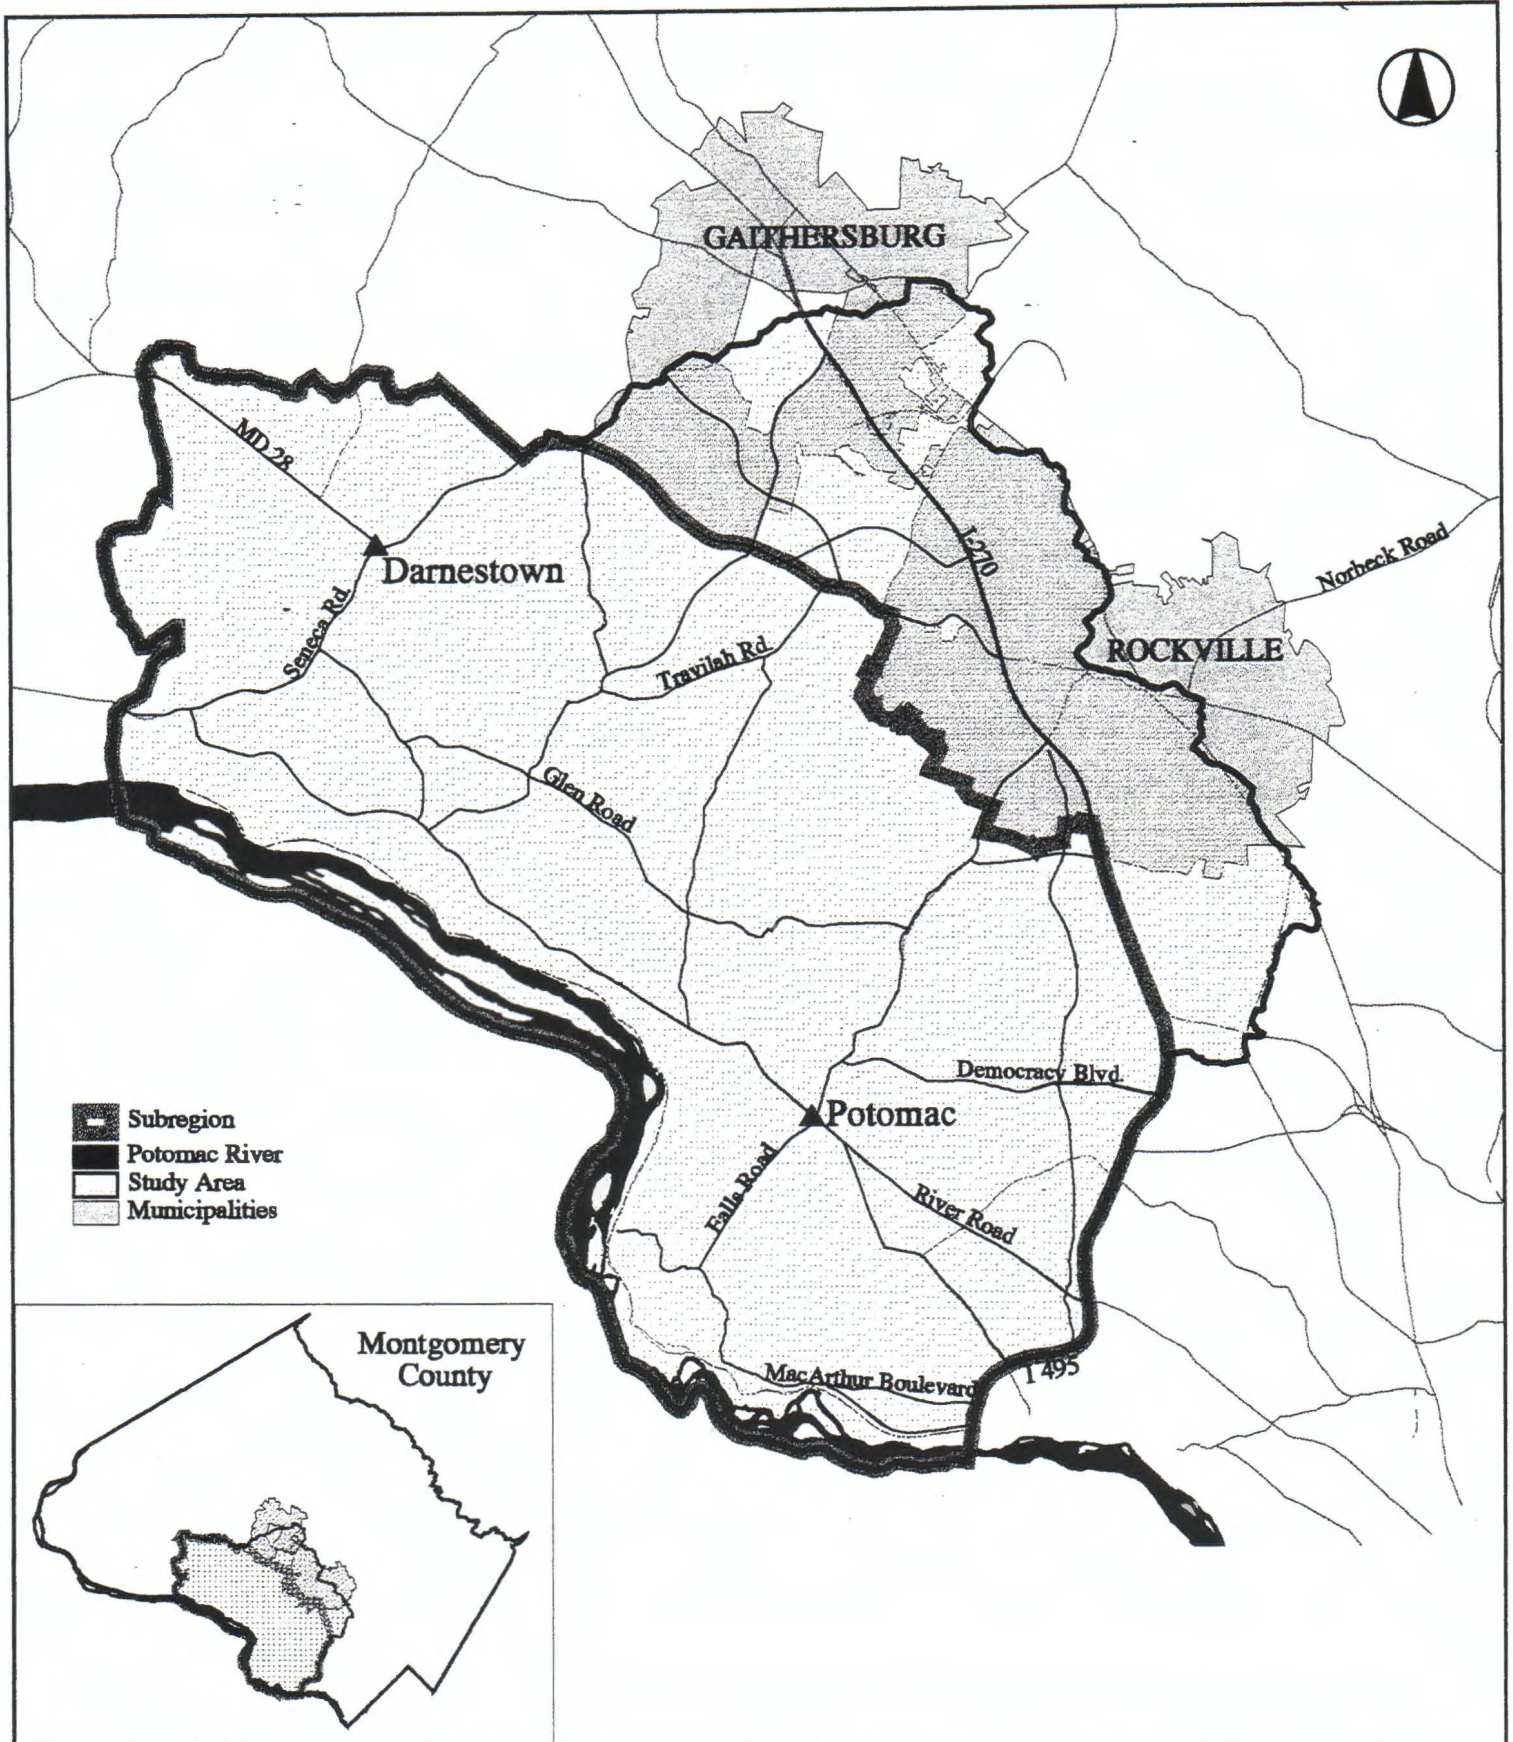 GAITHERSBURG
MD 28
I-270
Norbeck Road
Darnestown
Seneca Rd.
ROCKVILLE
Travilah Rd.
Glen Road
Democracy Blvd.
Potomac
Subregion
Potomac River
Study Area
Municipalities
Falls Road
River Road
I 495
MacArthur Boulevard
Montgomery
County